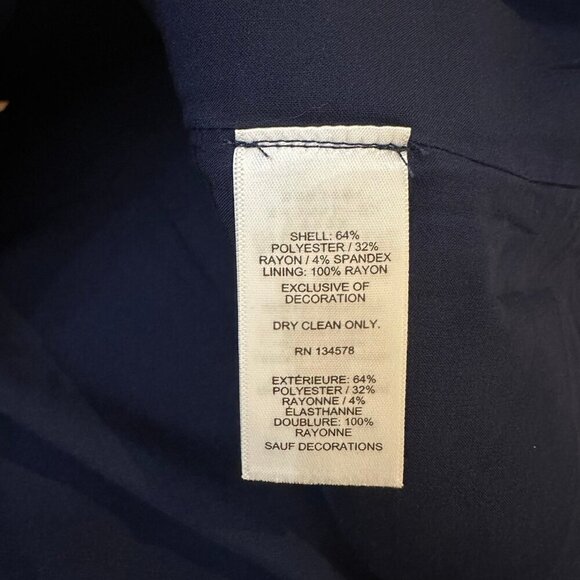 SHELL: 64%
POLYESTER / 32%
RAYON / 4% SPANDEX
LINING: 100% RAYON
EXCLUSIVE OF
DECORATION
DRY CLEAN ONLY.
RN 134578
EXTÉRIEURE: 64%
POLYESTER / 32%
RAYONNE / 4%
ÉLASTHANNE
DOUBLURE: 100%
RAYONNE
SAUF DECORATIONS